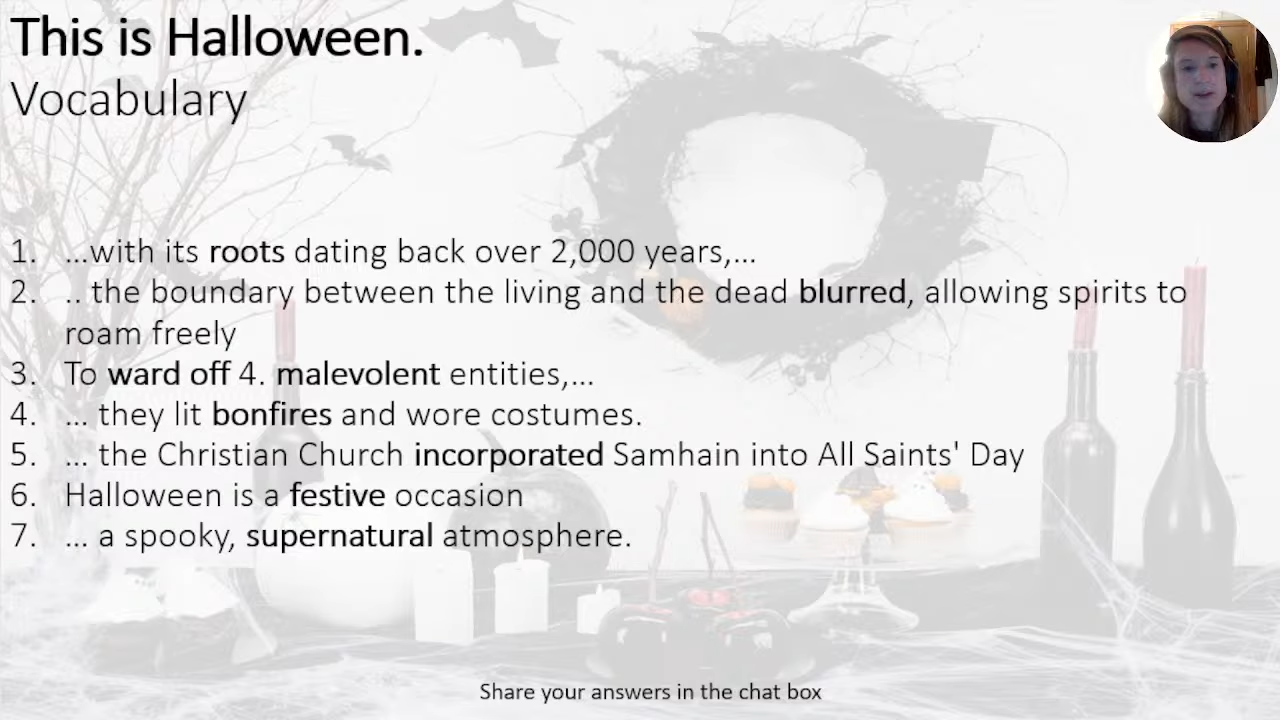 This is Halloween.
Vocabulary
1. ...with its roots dating back over 2,000 years,...
2. .. the boundary between the living and the dead blurred, allowing spirits to
roam freely
3. To ward off 4. malevolent entities,...
4. ... they lit bonfires and wore costumes.
5. ... the Christian Church incorporated Samhain into All Saints' Day
6. Halloween is a festive occasion
7. ... a spooky, supernatural atmosphere.
Share your answers in the chat box